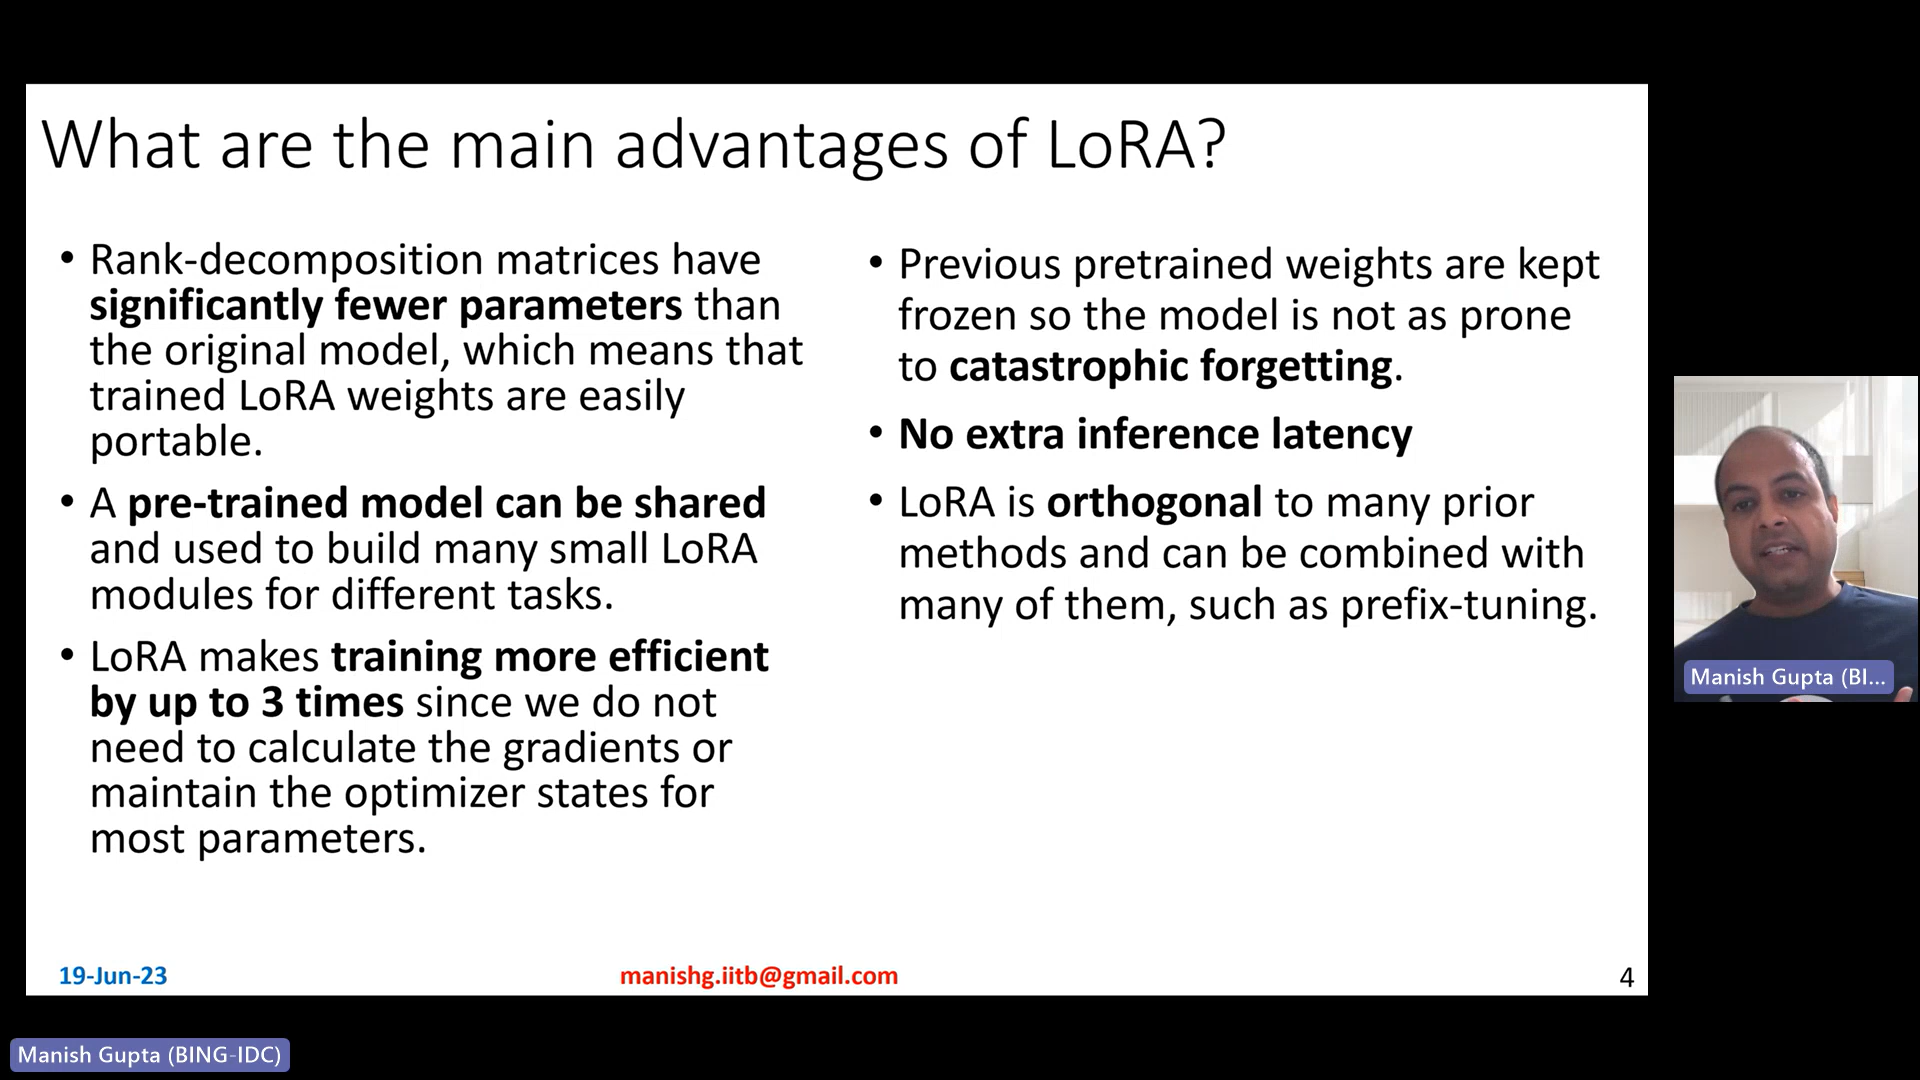 What are the main advantages of LoRA?
• Rank-decomposition matrices have
significantly fewer parameters than
the original model, which means that
trained LoRA weights are easily
portable.
• A pre-trained model can be shared
and used to build many small LoRA
modules for different tasks.
• LoRA makes training more efficient
by up to 3 times since we do not
need to calculate the gradients or
maintain the optimizer states for
most parameters.
• Previous pretrained weights are kept
frozen so the model is not as prone
to catastrophic forgetting.
• No extra inference latency
• LoRA is orthogonal to many prior
methods and can be combined with
many of them, such as prefix-tuning.
19-Jun-23
manishg.iitb@gmail.com
4
Manish Gupta (BI...
Manish Gupta (BING-IDC)